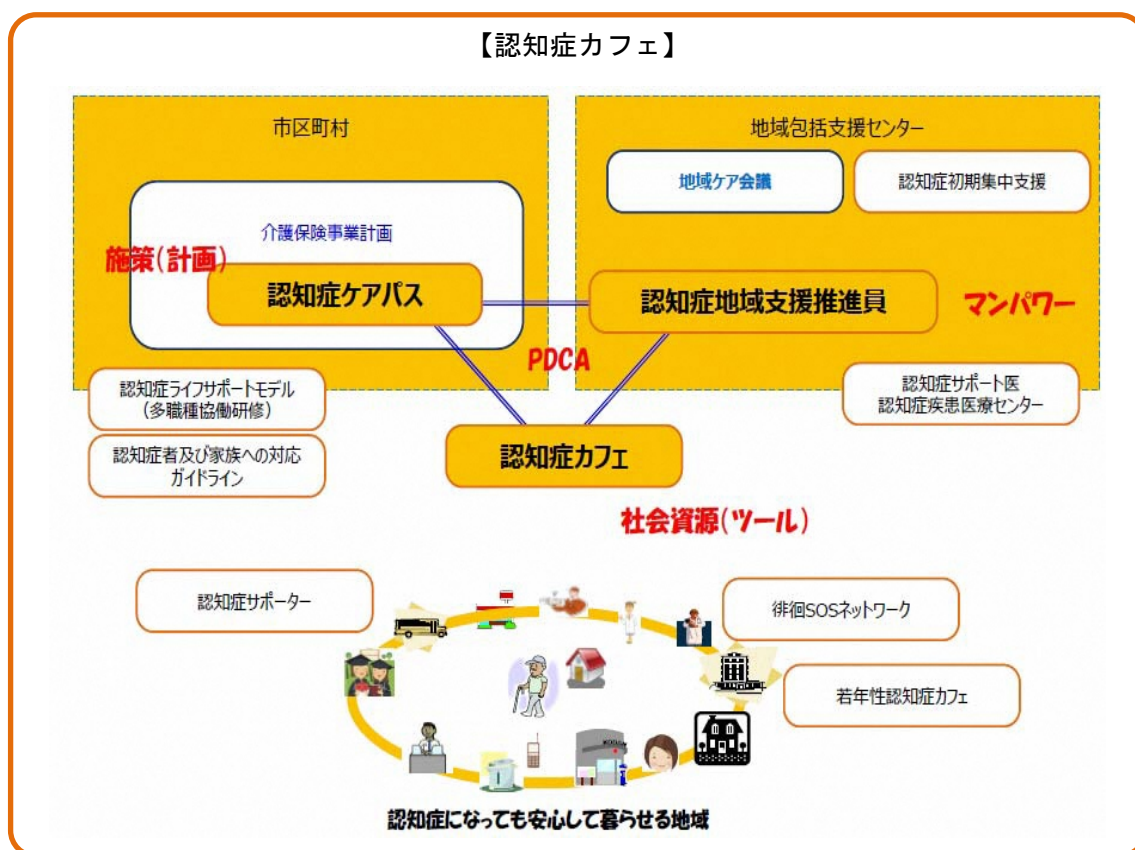 【認知症カフェ】
市区町村
地域包括支援センター
地域ケア会議
認知症初期集中支援
介護保険事業計画
施策(計画)
認知症ケアパス
認知症地域支援推進員
マンパワー
PDCA
認知症ライフサポートモデル
(多職種協働研修)
認知症サポート医
認知症疾患医療センター
認知症者及び家族への対応
ガイドライン
認知症カフェ
社会資源(ツール)
認知症サポーター
徘徊SOSネットワーク
若年性認知症カフェ
認知症になっても安心して暮らせる地域